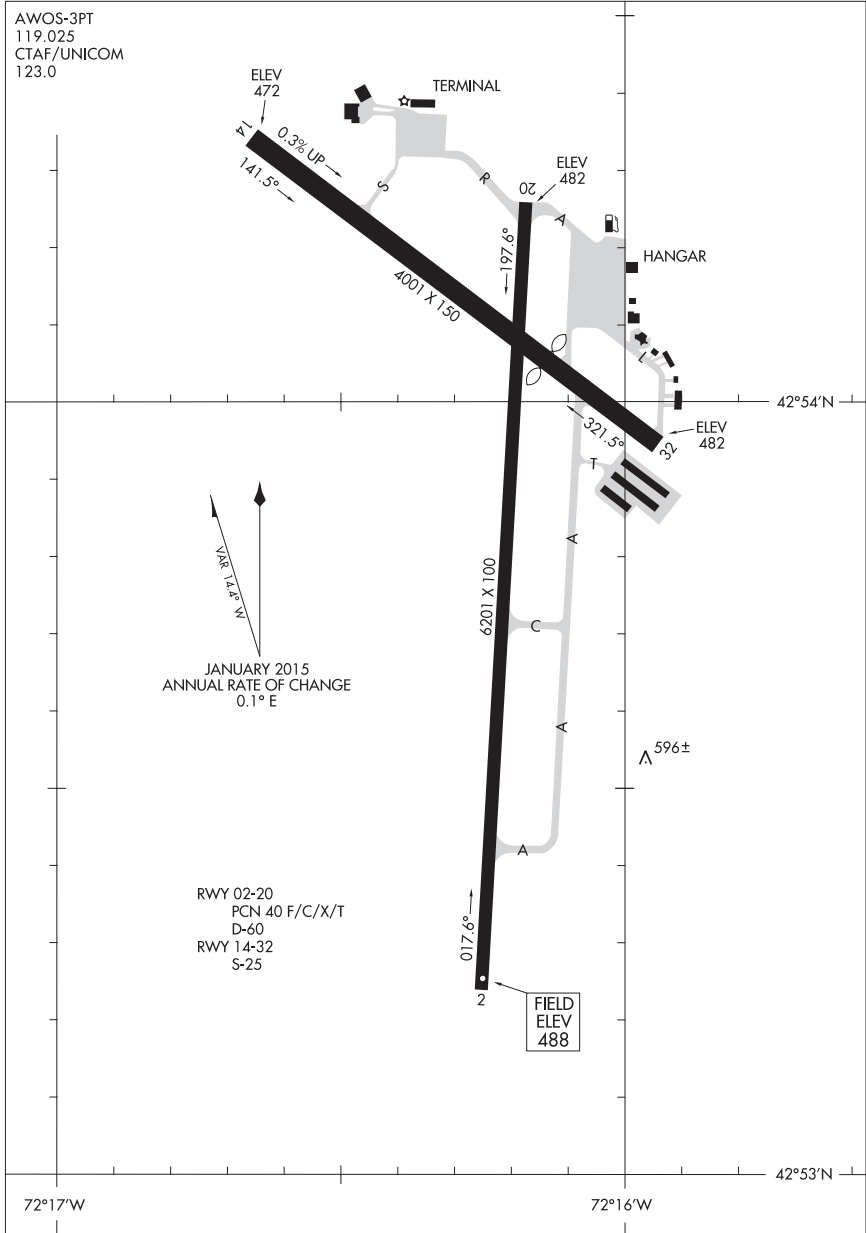 AWOS-3PT
119.025
CTAF/UNICOM
123.0
ELEV
472
TERMINAL
14
0.3% UP
141.5°
S
R
20
ELEV
482
A
197.6°
HANGAR
4001 X 150
L
42°54'N
321.5°
32
ELEV
482
T
A
VAR 14.4° W
6201 X 100
C
JANUARY 2015
ANNUAL RATE OF CHANGE
0.1° E
A
596±
A
RWY 02-20
PCN 40 F/C/X/T
D-60
RWY 14-32
S-25
017.6°
2
FIELD
ELEV
488
42°53'N
72°17'W
72°16'W